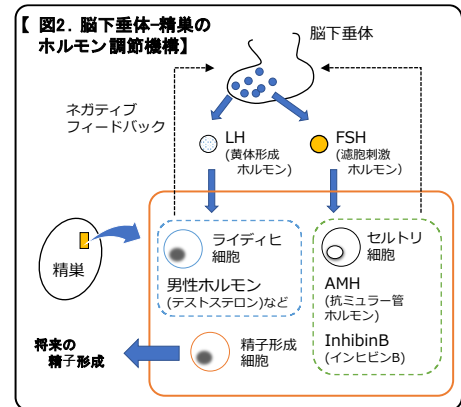 【 図2. 脳下垂体-精巣の
ホルモン調節機構】
脳下垂体
ネガティブ
フィードバック
LH
(黄体形成
ホルモン)
FSH
(濾胞刺激
ホルモン)
精巣
ライディヒ
細胞
男性ホルモン
(テストステロン)など
セルトリ
細胞
AMH
(抗ミュラー管
ホルモン)
InhibinB
(インヒビンB)
精子形成
細胞
将来の
精子形成